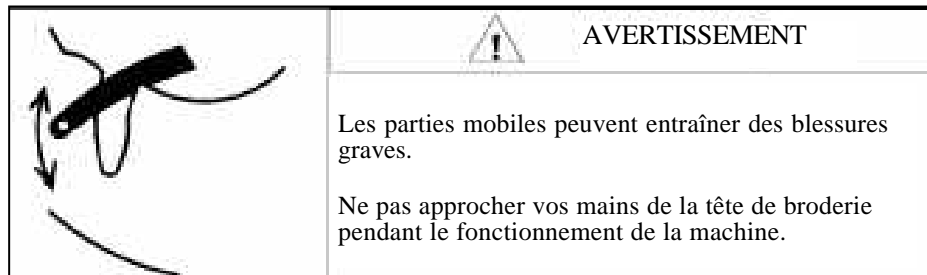 AVERTISSEMENT
Les parties mobiles peuvent entraîner des blessures
graves.
Ne pas approcher vos mains de la tête de broderie
pendant le fonctionnement de la machine.